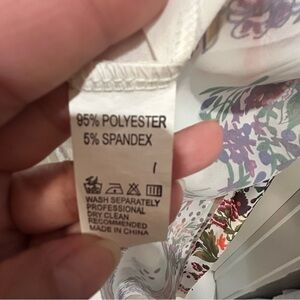 95% POLYESTER
5% SPANDEX
WASH SEPARATELY
PROFESSIONAL
DRY CLEAN
RECOMMENDED
MADE IN CHINA